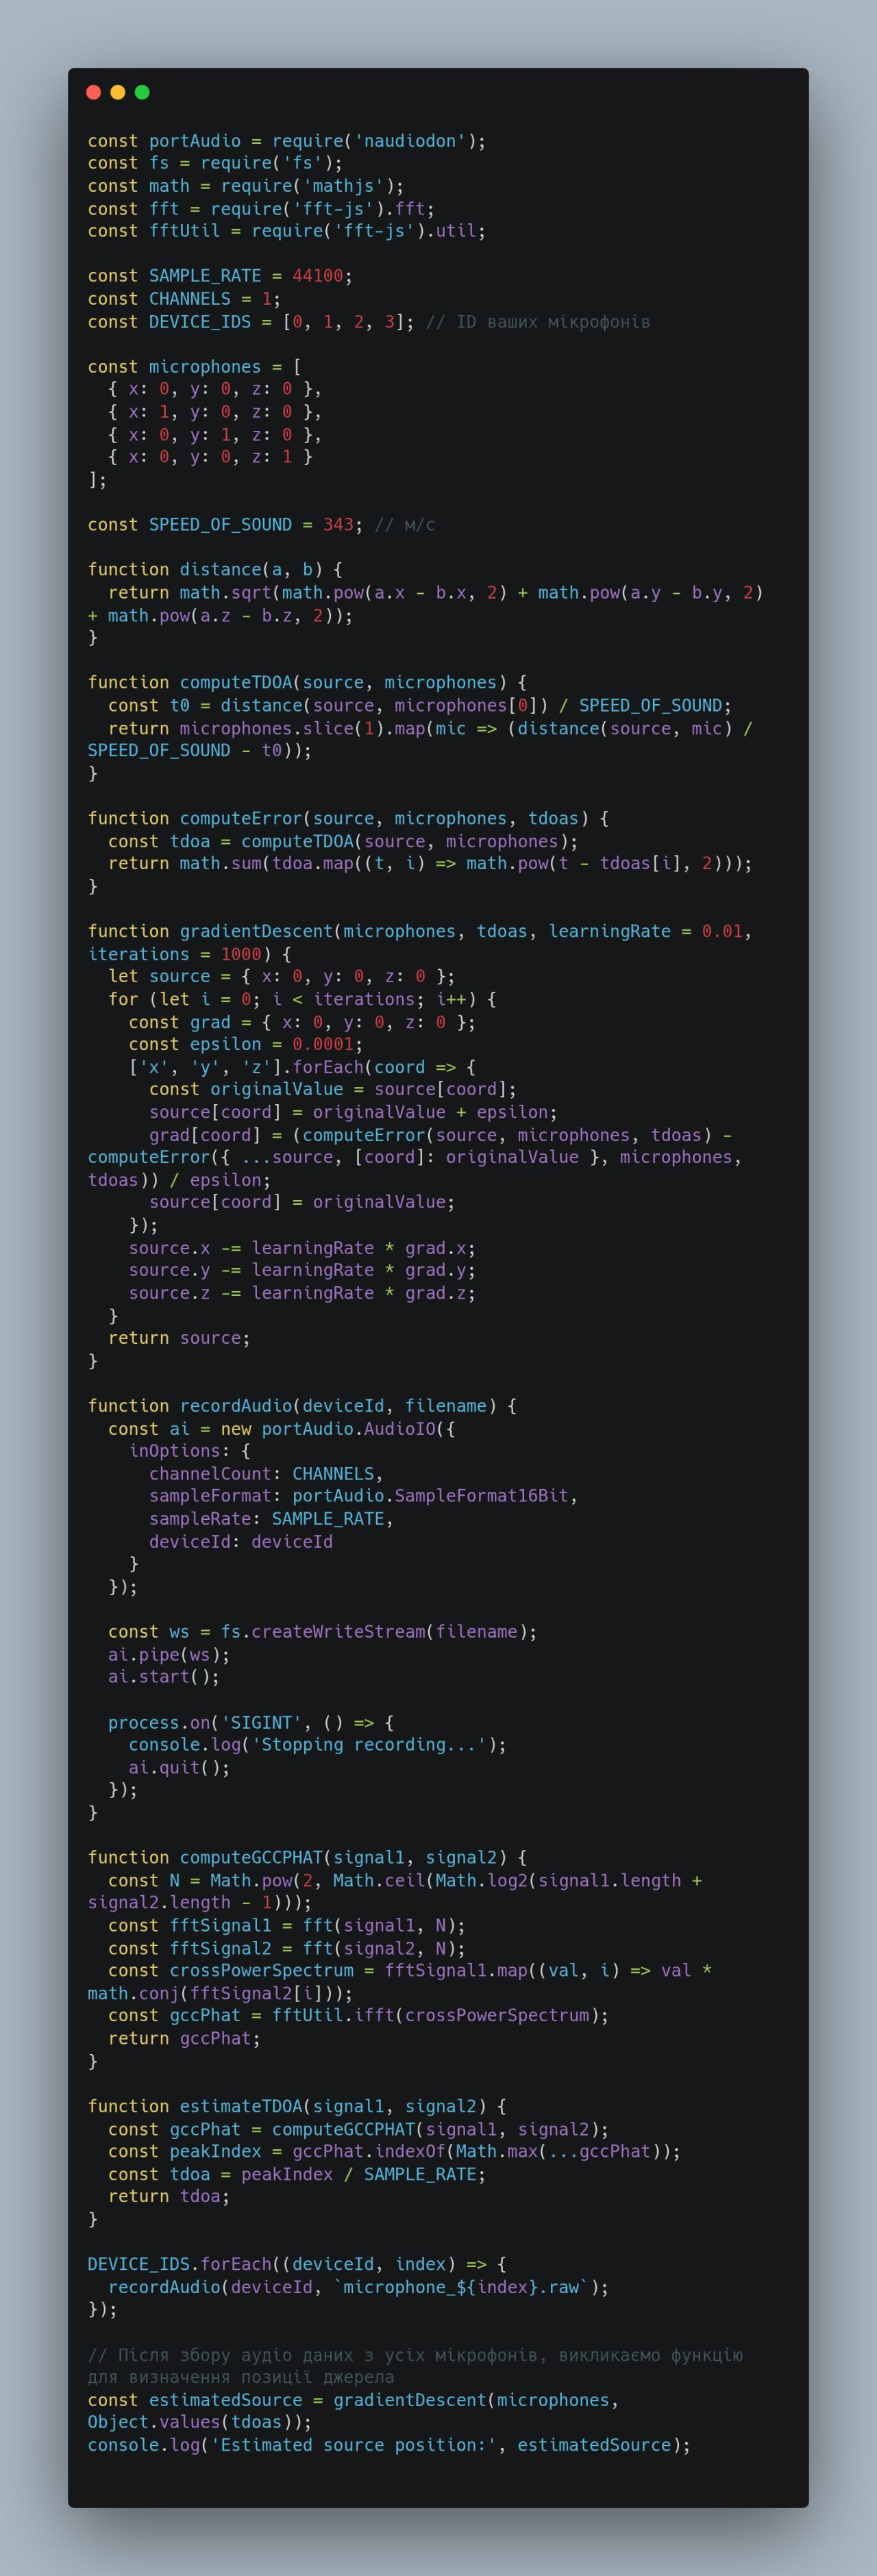 const portAudio = require('naudiodon');
const fs = require('fs');
const math = require('mathjs');
const fft = require('fft-js').fft;
const fftUtil = require('fft-js').util;

const SAMPLE_RATE = 44100;
const CHANNELS = 1;
const DEVICE_IDS = [0, 1, 2, 3]; // ID ваших мікрофонів

const microphones = [
  { x: 0, y: 0, z: 0 },
  { x: 1, y: 0, z: 0 },
  { x: 0, y: 1, z: 0 },
  { x: 0, y: 0, z: 1 }
];

const SPEED_OF_SOUND = 343; // м/с

function distance(a, b) {
  return math.sqrt(math.pow(a.x - b.x, 2) + math.pow(a.y - b.y, 2)
+ math.pow(a.z - b.z, 2));
}

function computeTDOA(source, microphones) {
  const t0 = distance(source, microphones[0]) / SPEED_OF_SOUND;
  return microphones.slice(1).map(mic => (distance(source, mic) /
SPEED_OF_SOUND - t0));
}

function computeError(source, microphones, tdoas) {
  const tdoa = computeTDOA(source, microphones);
  return math.sum(tdoa.map((t, i) => math.pow(t - tdoas[i], 2)));
}

function gradientDescent(microphones, tdoas, learningRate = 0.01,
iterations = 1000) {
  let source = { x: 0, y: 0, z: 0 };
  for (let i = 0; i < iterations; i++) {
    const grad = { x: 0, y: 0, z: 0 };
    const epsilon = 0.0001;
    ['x', 'y', 'z'].forEach(coord => {
      const originalValue = source[coord];
      source[coord] = originalValue + epsilon;
      grad[coord] = (computeError(source, microphones, tdoas) -
computeError({ ...source, [coord]: originalValue }, microphones,
tdoas)) / epsilon;
      source[coord] = originalValue;
    });
    source.x -= learningRate * grad.x;
    source.y -= learningRate * grad.y;
    source.z -= learningRate * grad.z;
  }
  return source;
}

function recordAudio(deviceId, filename) {
  const ai = new portAudio.AudioIO({
    inOptions: {
      channelCount: CHANNELS,
      sampleFormat: portAudio.SampleFormat16Bit,
      sampleRate: SAMPLE_RATE,
      deviceId: deviceId
    }
  });

  const ws = fs.createWriteStream(filename);
  ai.pipe(ws);
  ai.start();

  process.on('SIGINT', () => {
    console.log('Stopping recording...');
    ai.quit();
  });
}

function computeGCCPHAT(signal1, signal2) {
  const N = Math.pow(2, Math.ceil(Math.log2(signal1.length +
signal2.length - 1)));
  const fftSignal1 = fft(signal1, N);
  const fftSignal2 = fft(signal2, N);
  const crossPowerSpectrum = fftSignal1.map((val, i) => val *
math.conj(fftSignal2[i]));
  const gccPhat = fftUtil.ifft(crossPowerSpectrum);
  return gccPhat;
}

function estimateTDOA(signal1, signal2) {
  const gccPhat = computeGCCPHAT(signal1, signal2);
  const peakIndex = gccPhat.indexOf(Math.max(...gccPhat));
  const tdoa = peakIndex / SAMPLE_RATE;
  return tdoa;
}

DEVICE_IDS.forEach((deviceId, index) => {
  recordAudio(deviceId, `microphone_${index}.raw`);
});

// Після збору аудіо даних з усіх мікрофонів, викликаємо функцію
для визначення позиції джерела
const estimatedSource = gradientDescent(microphones,
Object.values(tdoas));
console.log('Estimated source position:', estimatedSource);